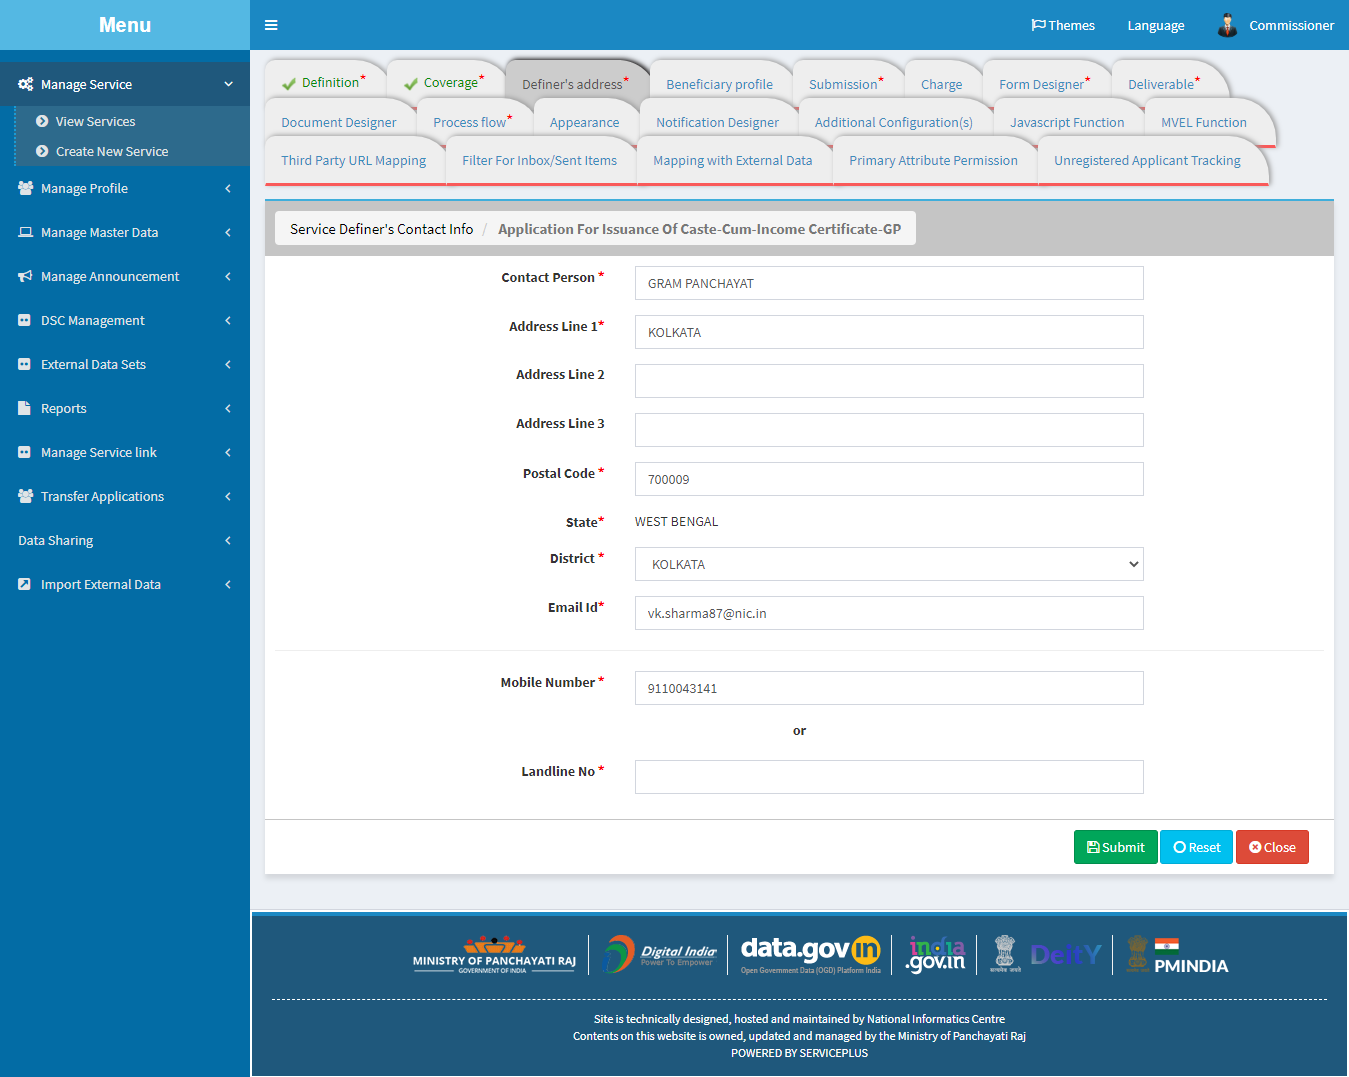 Menu
Themes
Language
Commissioner
Manage Service
View Services
Create New Service
Manage Profile
Manage Master Data
Manage Announcement
DSC Management
External Data Sets
Reports
Manage Service link
Transfer Applications
Data Sharing
Import External Data
Definition* Coverage* Definer's address* Beneficiary profile Submission* Charge Form Designer* Deliverable*
Document Designer Process flow* Appearance Notification Designer Additional Configuration(s) Javascript Function MVEL Function
Third Party URL Mapping Filter For Inbox/Sent Items Mapping with External Data Primary Attribute Permission Unregistered Applicant Tracking
Service Definer's Contact Info / Application For Issuance Of Caste-Cum-Income Certificate-GP
Contact Person * GRAM PANCHAYAT
Address Line 1* KOLKATA
Address Line 2
Address Line 3
Postal Code * 700009
State* WEST BENGAL
District * KOLKATA
Email Id* vk.sharma87@nic.in
Mobile Number * 9110043141
or
Landline No *
Submit Reset Close
MINISTRY OF PANCHAYATI RAJ
GOVERNMENT OF INDIA
Digital India
Power To Empower
data.gov in
Open Government Data (OGD) Platform India
india
.gov.in
DeitY
PMINDIA
Site is technically designed, hosted and maintained by National Informatics Centre
Contents on this website is owned, updated and managed by the Ministry of Panchayati Raj
POWERED BY SERVICEPLUS